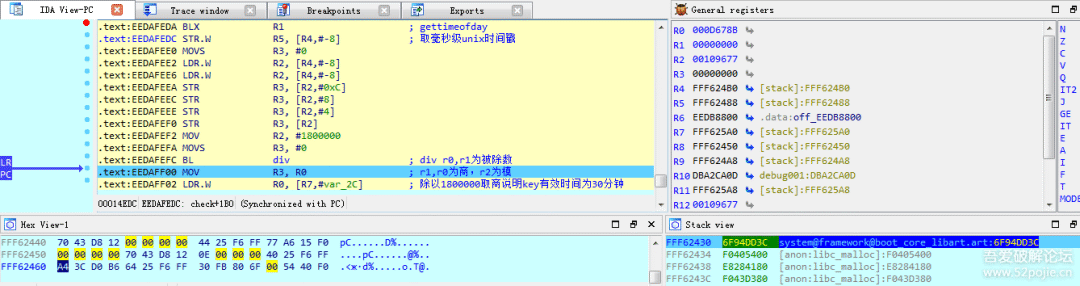 IDA View-PC
Trace window
Breakpoints
Exports
.text:EEDAFEDA BLX R1 ; gettimeofday
.text:EEDAFEDC STR.W R5, [R4,#-8] ; 取毫秒级unix时间戳
.text:EEDAFEE0 MOVS R3, #0
.text:EEDAFEE2 LDR.W R2, [R4,#-8]
.text:EEDAFEE6 LDR.W R2, [R4,#-8]
.text:EEDAFEEA STR R2, [R4,#0xC]
.text:EEDAFEEC STR R3, [R2,#8]
.text:EEDAFEEE STR R3, [R2,#4]
.text:EEDAFEF0 STR R3, [R2]
.text:EEDAFEF2 MOV R2, #1800000
.text:EEDAFEFA MOVS R3, #0
.text:EEDAFEFC BL div ; div r0,r1为被除数
.text:EEDAFF00 MOV R3, R0 ; r1,r0为商，r2为模
.text:EEDAFF02 LDR.W R0, [R7,#var_2C] ; 除以1800000取商说明key有效时间为30分钟
LR
PC
00014EDC EEDAFEDC: check+1B0 (Synchronized with PC)
General registers
R0 000D678B
R1 00000000
R2 00109677
R3 00000000
R4 FFF624B0 [stack]:FFF624B0
R5 FFF62488 [stack]:FFF62488
R6 EEDB8800 .data:off_EEDB8800
R7 FFF625A0 [stack]:FFF625A0
R8 FFF62450 [stack]:FFF62450
R9 FFF624A8 [stack]:FFF624A8
R10 DBA2CA0D debug001:DBA2CA0D
R11 FFF625A8 [stack]:FFF625A8
R12 00109677
N
Z
C
V
Q
IT2
J
GE
IT
E
A
I
F
T
MODE
Hex View-1
FFF62440 70 43 D8 12 00 00 00 00 44 25 F6 FF 77 A6 15 F0 pC......D%......
FFF62450 00 00 00 00 70 43 D8 12 0E 00 00 00 40 25 F6 FF ....pC......@%..
FFF62460 A4 3C D0 B6 64 25 F6 FF 30 FB 80 6F 00 54 40 F0 .<..d%.....o.T@.
Stack view
FFF62430 6F94DD3C system@framework@boot_core_libart.art:6F94DD3C
FFF62434 F0405400 [anon:libc_malloc]:F0405400
FFF62438 E8284180 [anon:libc_malloc]:E8284180
FFF6243C F043D380 [anon:libc_malloc]:F043D380
吾爱破解论坛
www.52pojie.cn